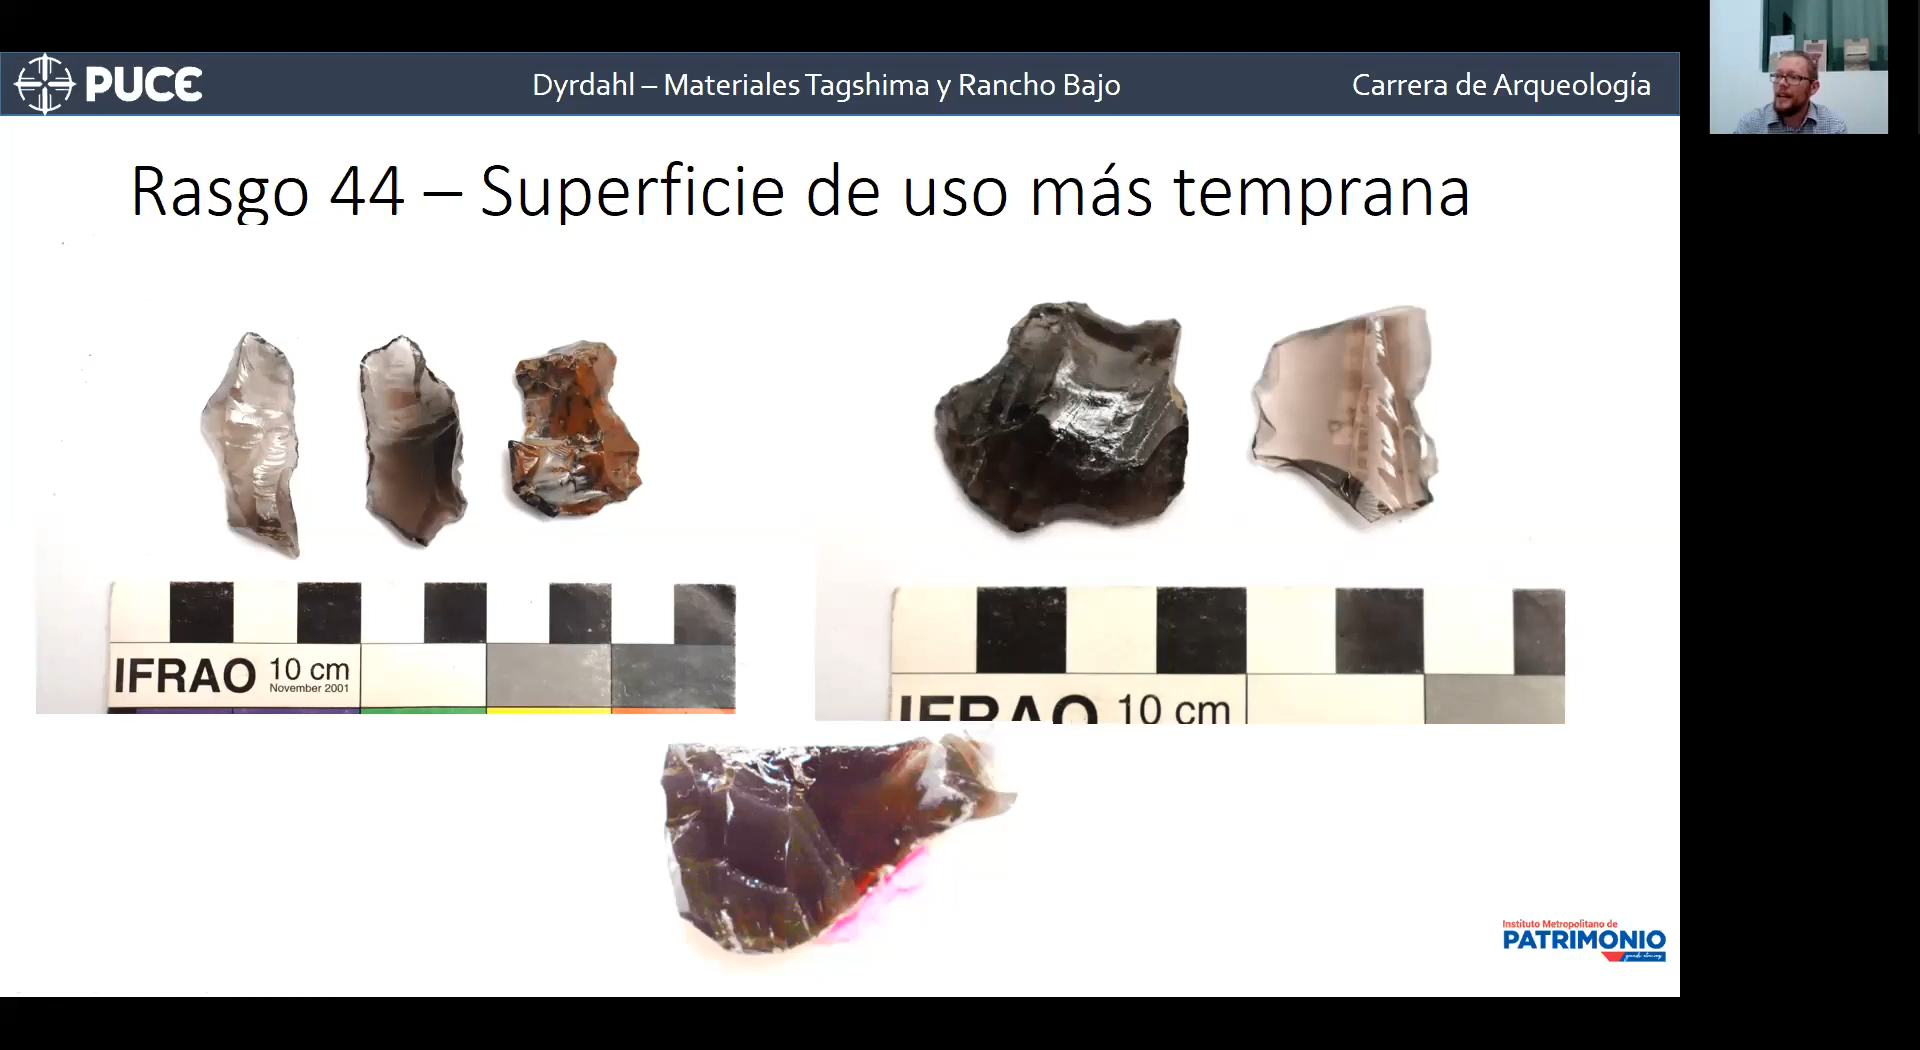 PUCE
Dyrdahl – Materiales Tagshima y Rancho Bajo
Carrera de Arqueología
Rasgo 44 – Superficie de uso más temprana
IFRAO 10 cm
November 2001
IFRAO 10 cm
Instituto Metropolitano de
PATRIMONIO